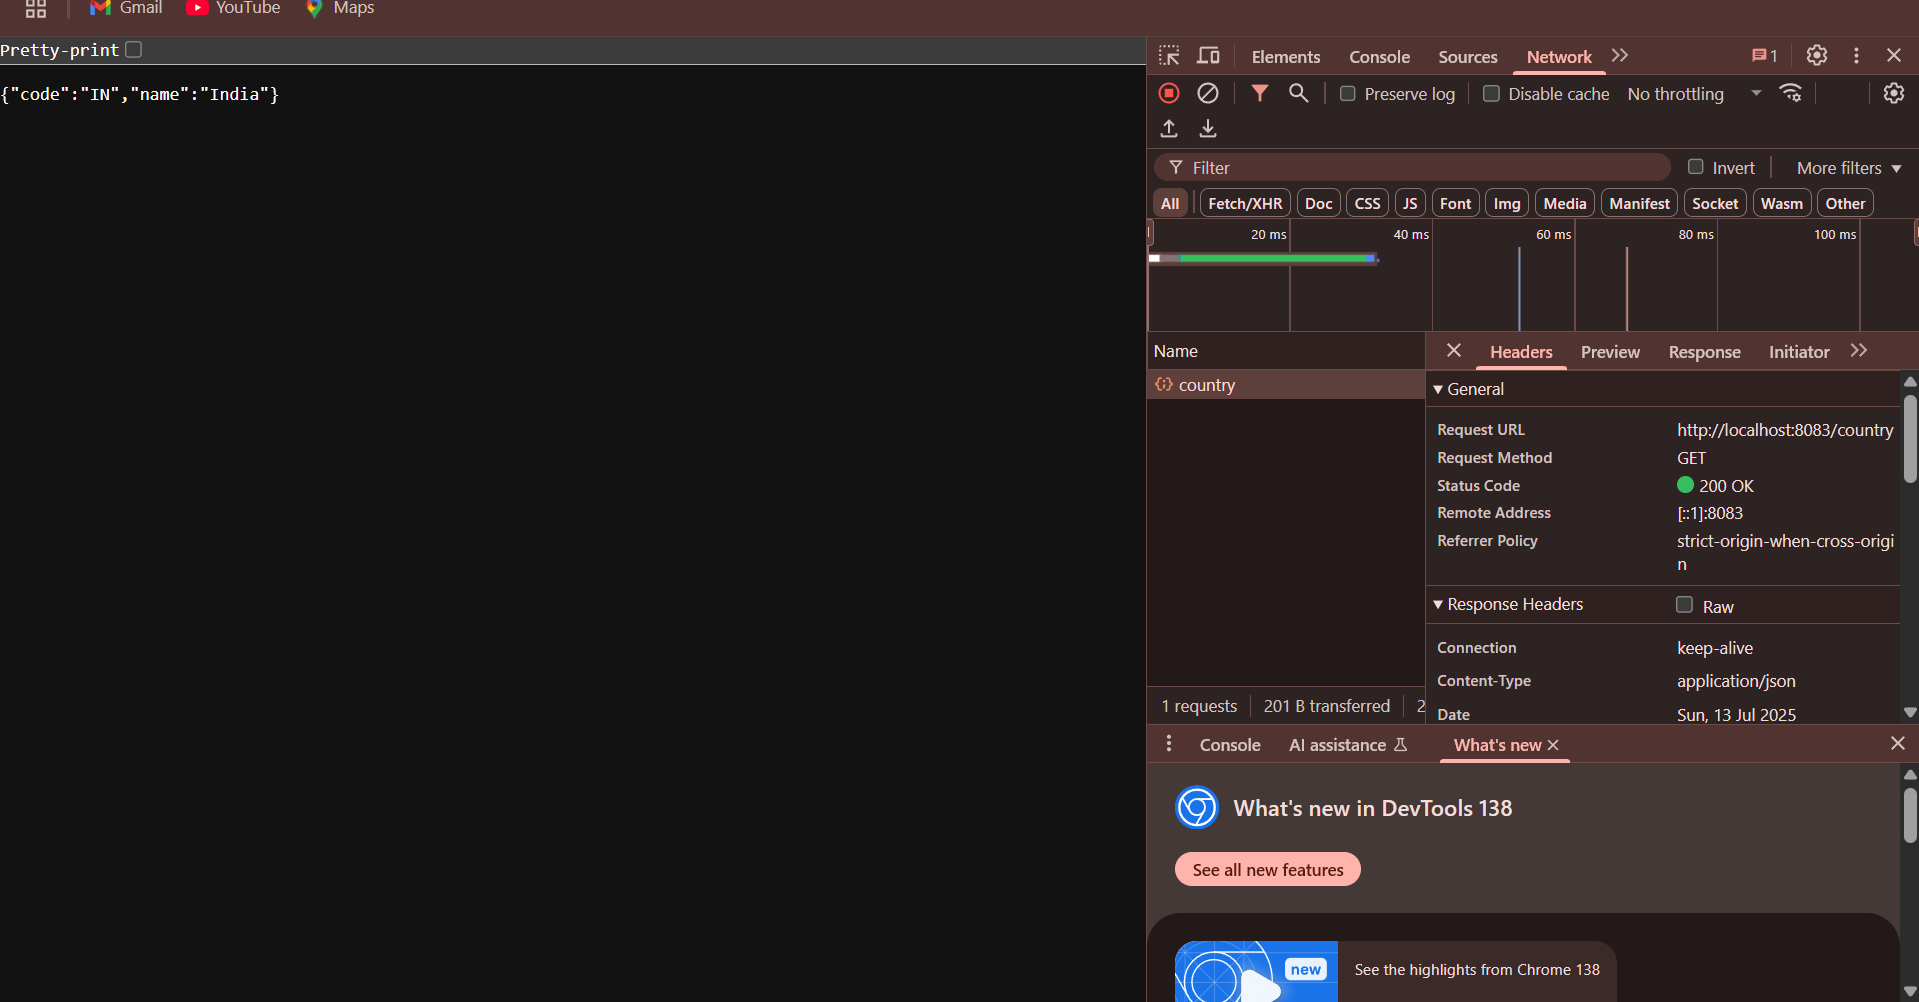 Gmail YouTube Maps
Pretty-print
{"code":"IN","name":"India"}
Elements Console Sources Network 1
Preserve log Disable cache No throttling
Filter Invert More filters
All Fetch/XHR Doc CSS JS Font Img Media Manifest Socket Wasm Other
20 ms 40 ms 60 ms 80 ms 100 ms
Name
country
1 requests 201 B transferred 2
Headers Preview Response Initiator
General
Request URL http://localhost:8083/country
Request Method GET
Status Code 200 OK
Remote Address [::1]:8083
Referrer Policy strict-origin-when-cross-origi
n
Response Headers Raw
Connection keep-alive
Content-Type application/json
Date Sun, 13 Jul 2025
Console AI assistance What's new
What's new in DevTools 138
See all new features
new
See the highlights from Chrome 138